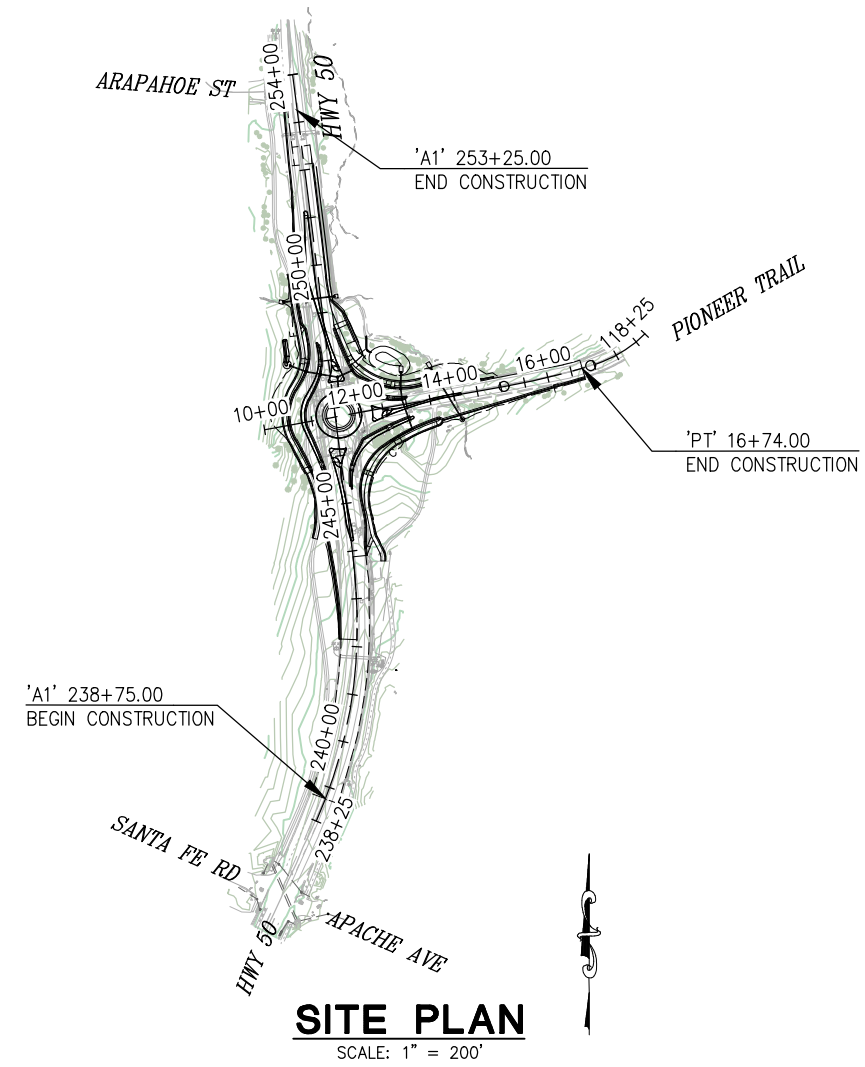 ARAPAHOE ST
254+00
HWY 50
'A1' 253+25.00
END CONSTRUCTION
250+00
PIONEER TRAIL
118+25
16+00
14+00
12+00
10+00
'PT' 16+74.00
END CONSTRUCTION
245+00
'A1' 238+75.00
BEGIN CONSTRUCTION
240+00
238+25
SANTA FE RD
APACHE AVE
HWY 50
SITE PLAN
SCALE: 1" = 200'